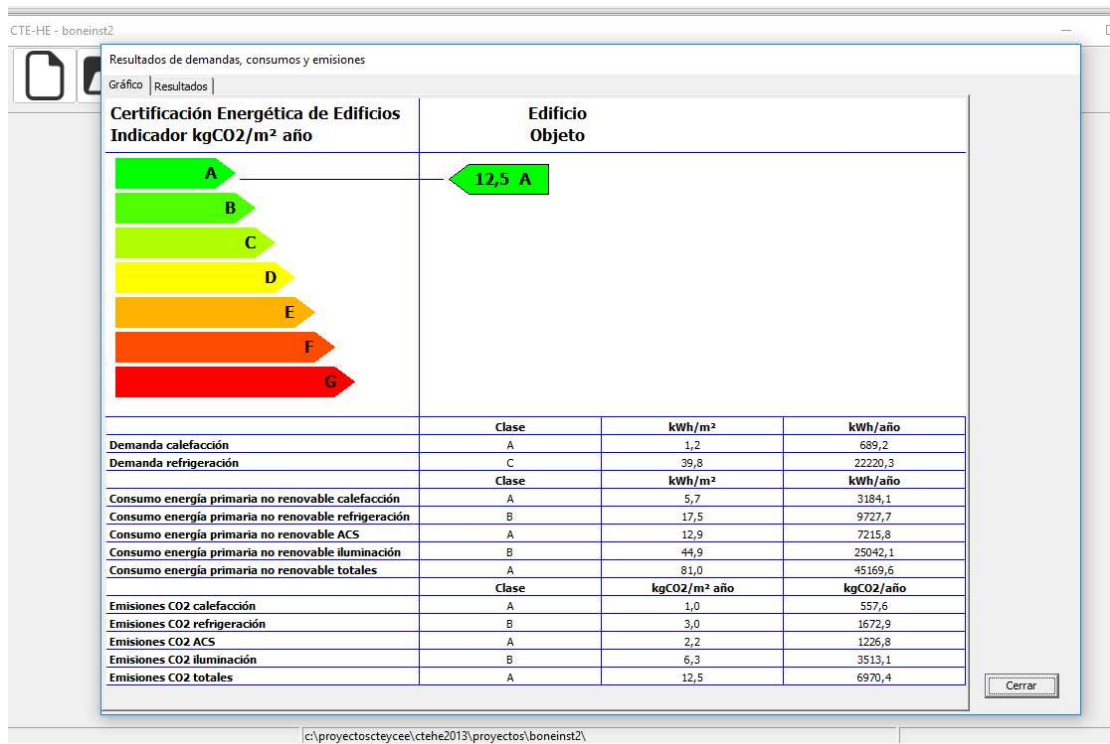 CTE-HE - boneinst2
Resultados de demandas, consumos y emisiones
Gráfico Resultados
Certificación Energética de Edificios
Indicador kgCO2/m² año
Edificio
Objeto
A
12,5 A
B
C
D
E
F
G
Clase kWh/m² kWh/año
Demanda calefacción A 1,2 689,2
Demanda refrigeración C 39,8 22220,3
Clase kWh/m² kWh/año
Consumo energía primaria no renovable calefacción A 5,7 3184,1
Consumo energía primaria no renovable refrigeración B 17,5 9727,7
Consumo energía primaria no renovable ACS A 12,9 7215,8
Consumo energía primaria no renovable iluminación B 44,9 25042,1
Consumo energía primaria no renovable totales A 81,0 45169,6
Clase kgCO2/m² año kgCO2/año
Emisiones CO2 calefacción A 1,0 557,6
Emisiones CO2 refrigeración B 3,0 1672,9
Emisiones CO2 ACS A 2,2 1226,8
Emisiones CO2 iluminación B 6,3 3513,1
Emisiones CO2 totales A 12,5 6970,4
Cerrar
c:\proyectoscteycee\ctehe2013\proyectos\boneinst2\